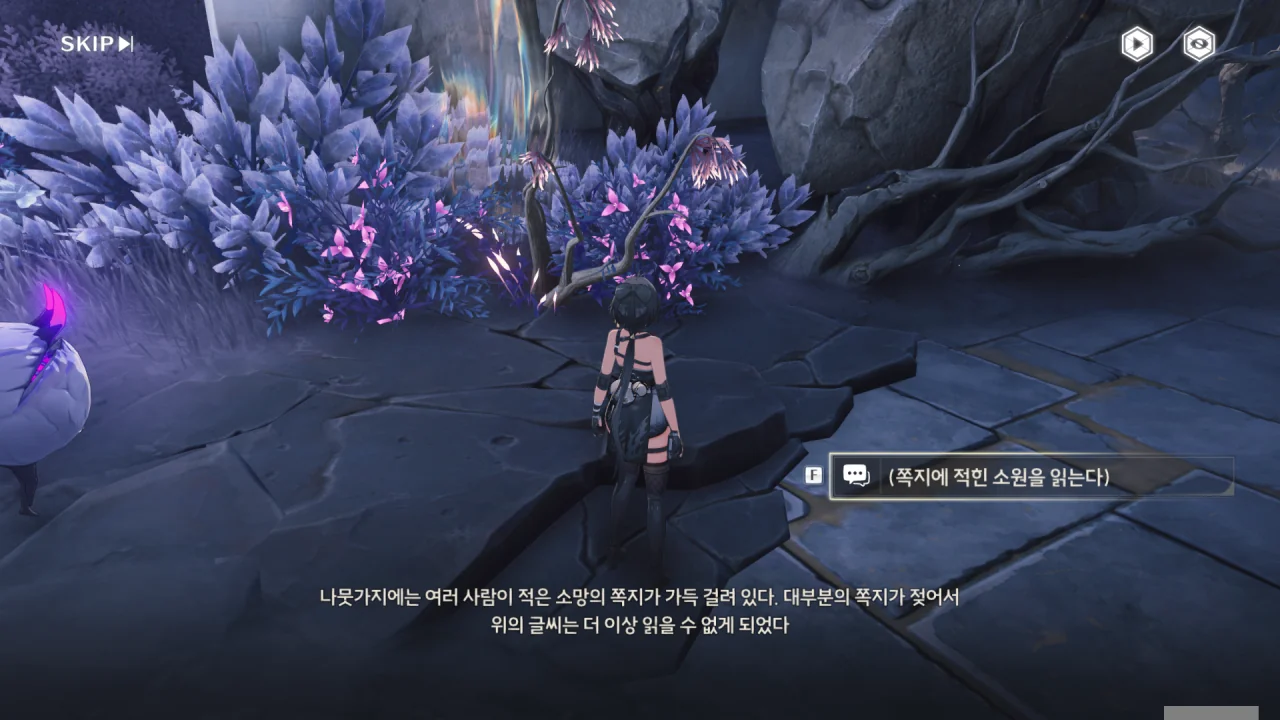 SKIP
F
(쪽지에 적힌 소원을 읽는다)
나뭇가지에는 여러 사람이 적은 소망의 쪽지가 가득 걸려 있다. 대부분의 쪽지가 젖어서
위의 글씨는 더 이상 읽을 수 없게 되었다